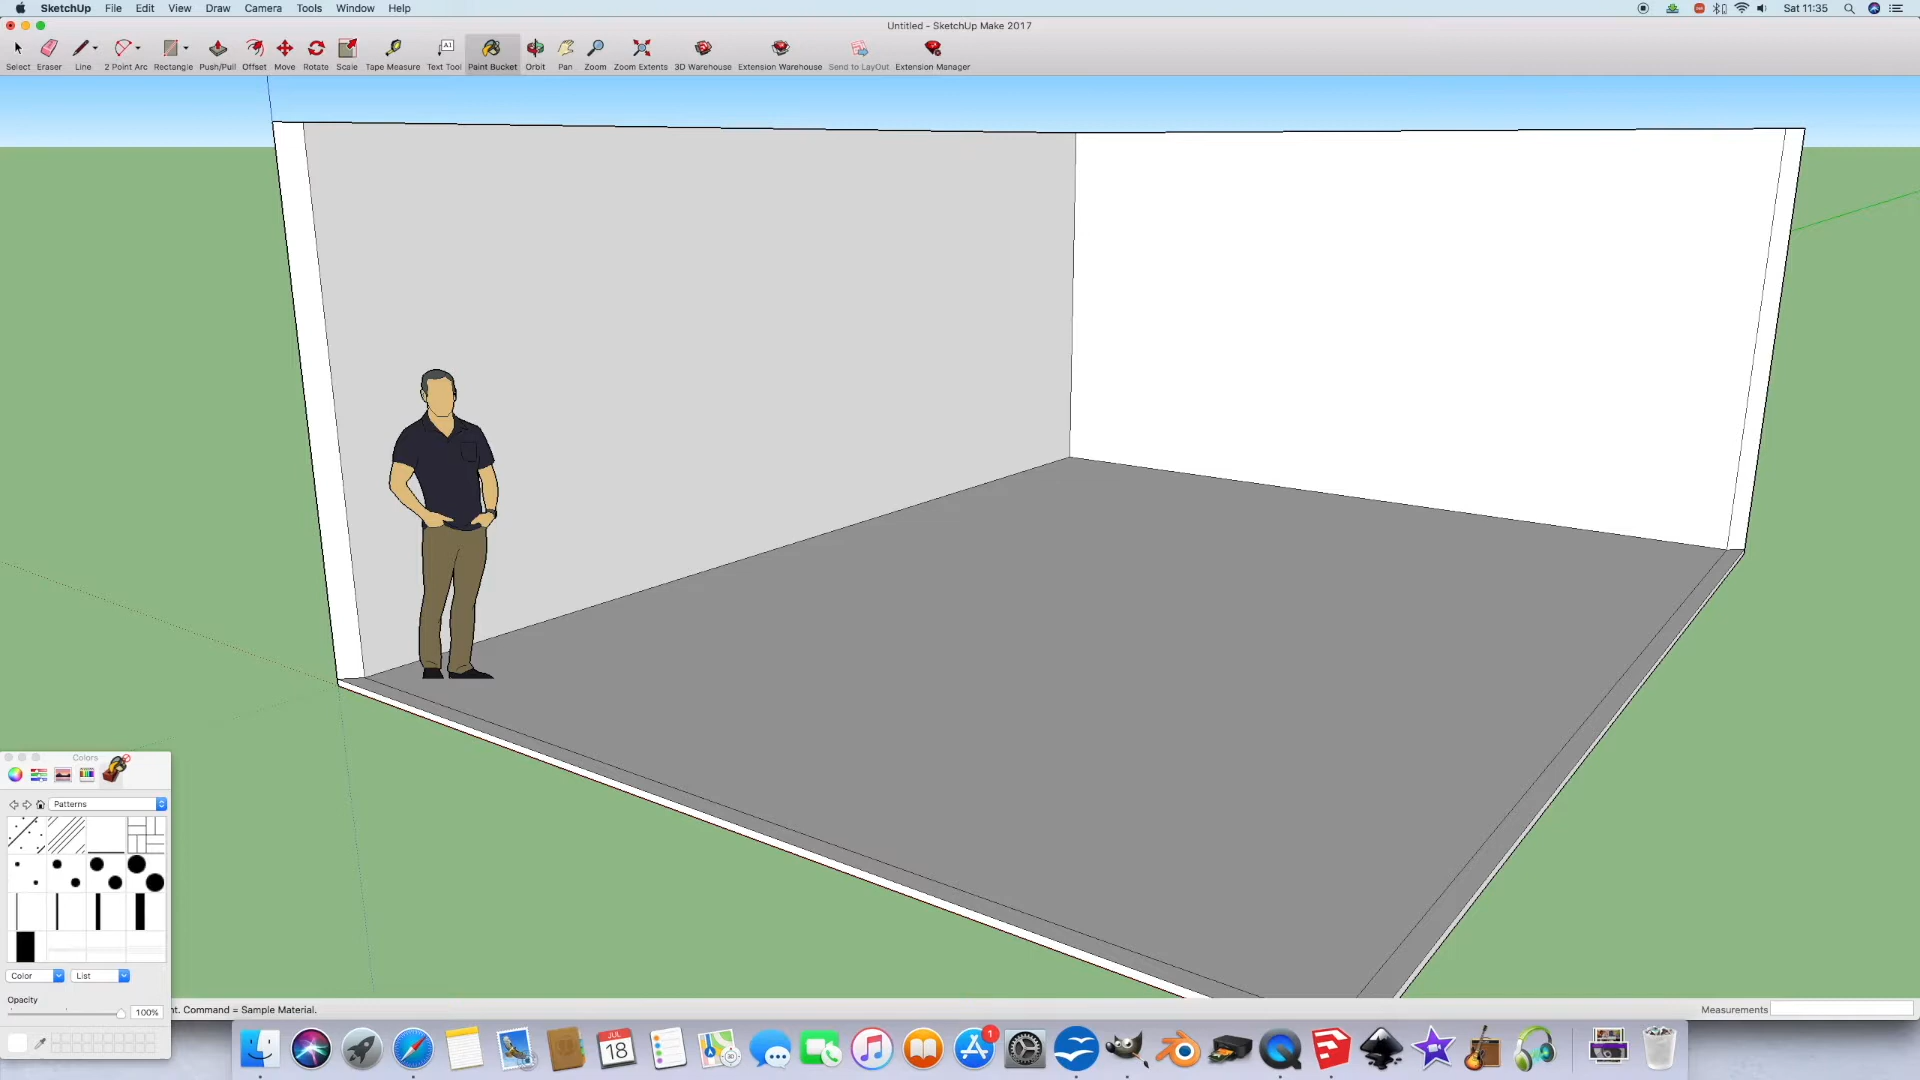 SketchUp File Edit View Draw Camera Tools Window Help Sat 11:35
Untitled - SketchUp Make 2017
Select Eraser Line 2 Point Arc Rectangle Push/Pull Offset Move Rotate Scale Tape Measure Text Tool Paint Bucket Orbit Pan Zoom Zoom Extents 3D Warehouse Extension Warehouse Send to LayOut Extension Manager
Colors
Patterns
Color List
Opacity
100%
nt. Command = Sample Material.
Measurements
JUL
18
1